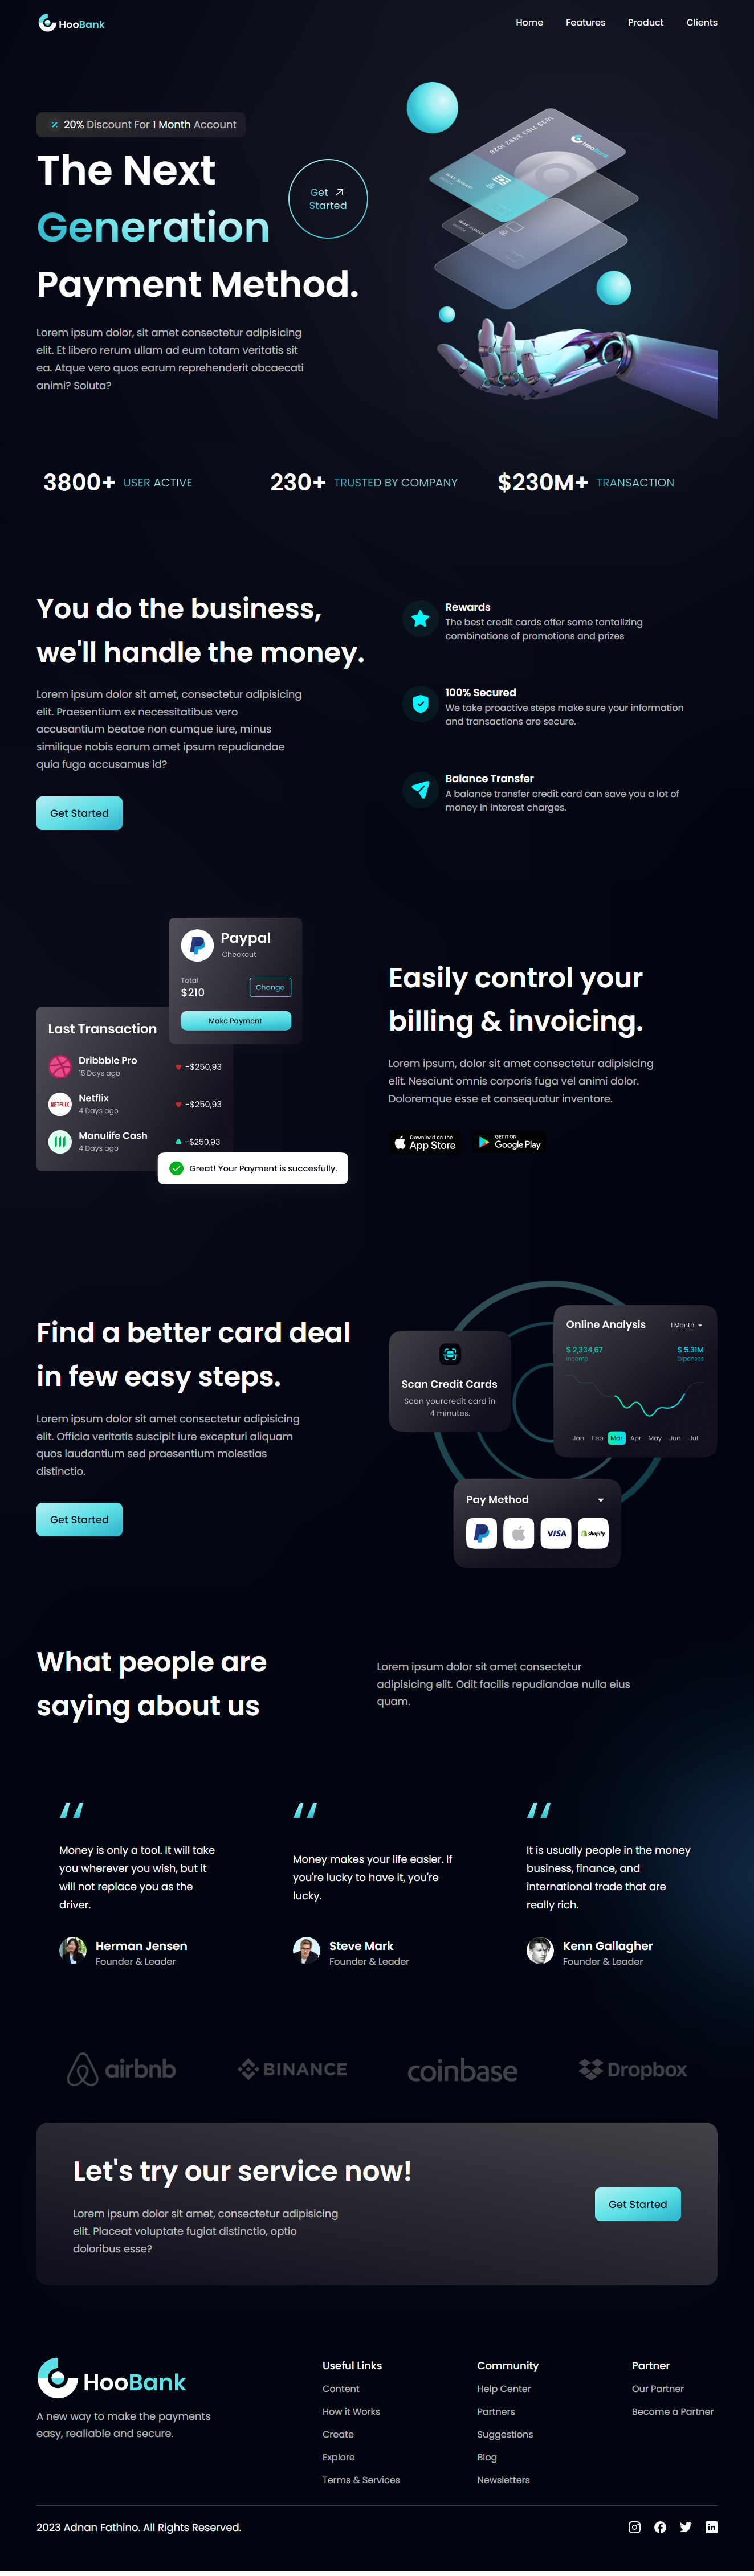 HooBank
Home Features Product Clients
20% Discount For 1 Month Account
The Next
Generation
Payment Method.
Get
Started
Lorem ipsum dolor, sit amet consectetur adipisicing
elit. Et libero rerum ullam ad eum totam veritatis sit
ea. Atque vero quos earum reprehenderit obcaecati
animi? Soluta?
1033 7163 3892 1028
HooBank
3800+ USER ACTIVE
230+ TRUSTED BY COMPANY
$230M+ TRANSACTION
You do the business,
we'll handle the money.
Lorem ipsum dolor sit amet, consectetur adipisicing
elit. Praesentium ex necessitatibus vero
accusantium beatae non cumque iure, minus
similique nobis earum amet ipsum repudiandae
quia fuga accusamus id?
Get Started
Rewards
The best credit cards offer some tantalizing
combinations of promotions and prizes
100% Secured
We take proactive steps make sure your information
and transactions are secure.
Balance Transfer
A balance transfer credit card can save you a lot of
money in interest charges.
Paypal
Checkout
Total
$210
Change
Make Payment
Last Transaction
Dribbble Pro
15 Days ago
-$250,93
Netflix
4 Days ago
-$250,93
NETFLIX
Manulife Cash
4 Days ago
-$250,93
Great! Your Payment is succesfully.
Easily control your
billing & invoicing.
Lorem ipsum, dolor sit amet consectetur adipisicing
elit. Nesciunt omnis corporis fuga vel animi dolor.
Doloremque esse et consequatur inventore.
Download on the
App Store
GET IT ON
Google Play
Find a better card deal
in few easy steps.
Lorem ipsum dolor sit amet consectetur adipisicing
elit. Officia veritatis suscipit iure excepturi aliquam
quos laudantium sed praesentium molestias
distinctio.
Get Started
Scan Credit Cards
Scan yourcredit card in
4 minutes.
Online Analysis
1 Month
$ 2,334,67
Income
$ 5.31M
Expenses
Jan Feb Mar Apr May Jun Jul
Pay Method
VISA
shopify
What people are
saying about us
Lorem ipsum dolor sit amet consectetur
adipisicing elit. Odit facilis repudiandae nulla eius
quam.
Money is only a tool. It will take
you wherever you wish, but it
will not replace you as the
driver.
Herman Jensen
Founder & Leader
Money makes your life easier. If
you're lucky to have it, you're
lucky.
Steve Mark
Founder & Leader
It is usually people in the money
business, finance, and
international trade that are
really rich.
Kenn Gallagher
Founder & Leader
airbnb
BINANCE
coinbase
Dropbox
Let's try our service now!
Lorem ipsum dolor sit amet, consectetur adipisicing
elit. Placeat voluptate fugiat distinctio, optio
doloribus esse?
Get Started
HooBank
A new way to make the payments
easy, realiable and secure.
Useful Links
Content
How it Works
Create
Explore
Terms & Services
Community
Help Center
Partners
Suggestions
Blog
Newsletters
Partner
Our Partner
Become a Partner
2023 Adnan Fathino. All Rights Reserved.